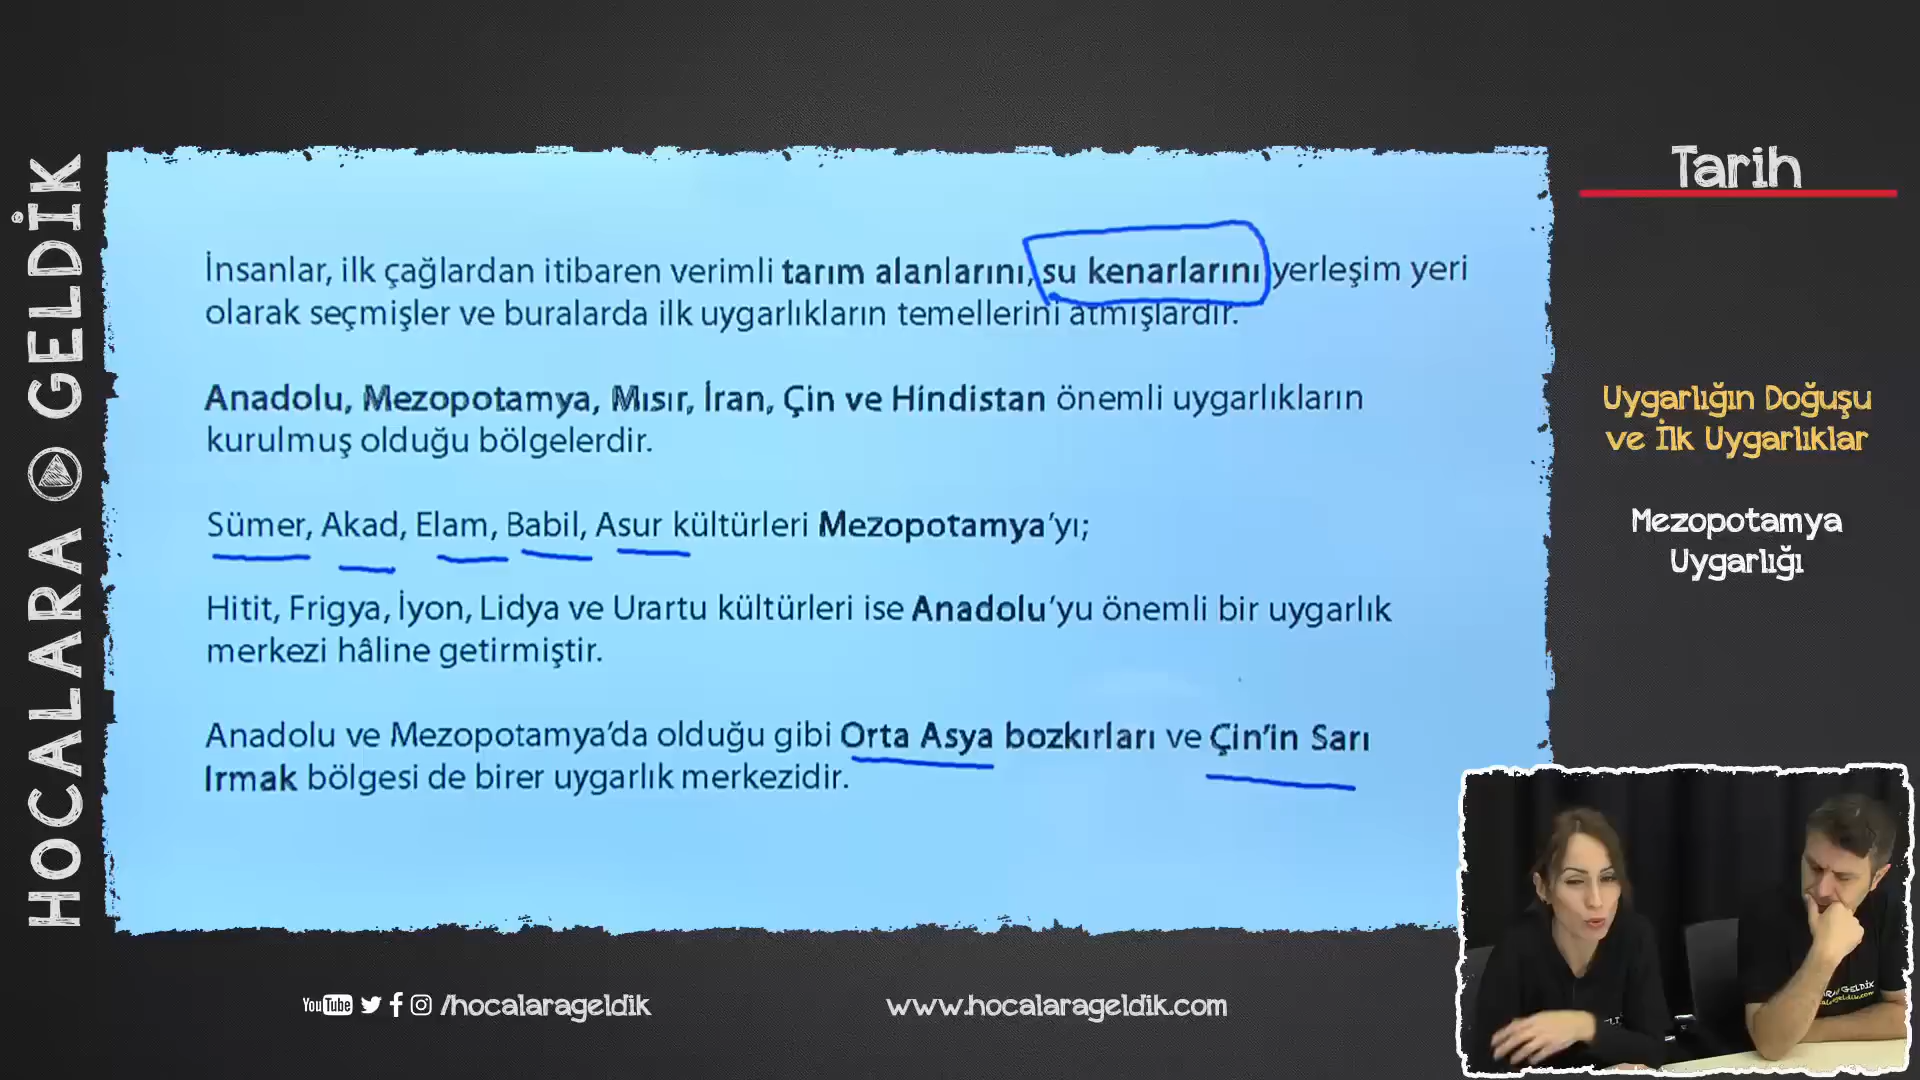 HOCALARA GELDİK
İnsanlar, ilk çağlardan itibaren verimli tarım alanlarını, su kenarlarını yerleşim yeri
olarak seçmişler ve buralarda ilk uygarlıkların temellerini atmışlardır.
Anadolu, Mezopotamya, Mısır, İran, Çin ve Hindistan önemli uygarlıkların
kurulmuş olduğu bölgelerdir.
Sümer, Akad, Elam, Babil, Asur kültürleri Mezopotamya'yı;
Hitit, Frigya, İyon, Lidya ve Urartu kültürleri ise Anadolu'yu önemli bir uygarlık
merkezi hâline getirmiştir.
Anadolu ve Mezopotamya'da olduğu gibi Orta Asya bozkırları ve Çin'in Sarı
Irmak bölgesi de birer uygarlık merkezidir.
Tarih
Uygarlığın Doğuşu
ve İlk Uygarlıklar
Mezopotamya
Uygarlığı
YouTube /hocalarageldik
www.hocalarageldik.com